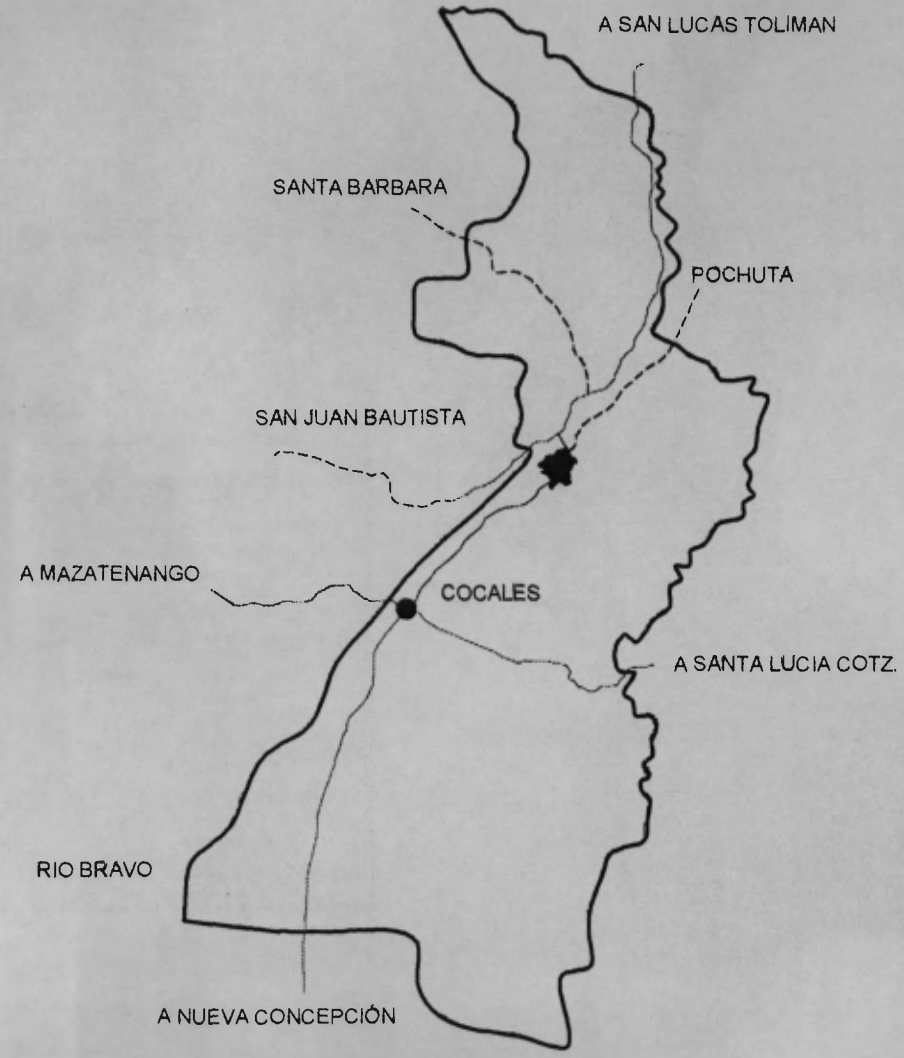 A SAN LUCAS TOLIMAN
SANTA BARBARA
POCHUTA
SAN JUAN BAUTISTA
A MAZATENANGO
COCALES
A SANTA LUCIA COTZ.
RIO BRAVO
A NUEVA CONCEPCIÓN